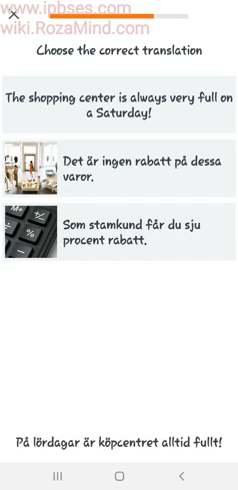 www.ipbses.com
wiki.RozaMind.com
Choose the correct translation
The shopping center is always very full on
a Saturday!
Det är ingen rabatt på dessa
varor.
M+
+/−
÷
%
−
Som stamkund får du sju
procent rabatt.
På lördagar är köpcentret alltid fullt!